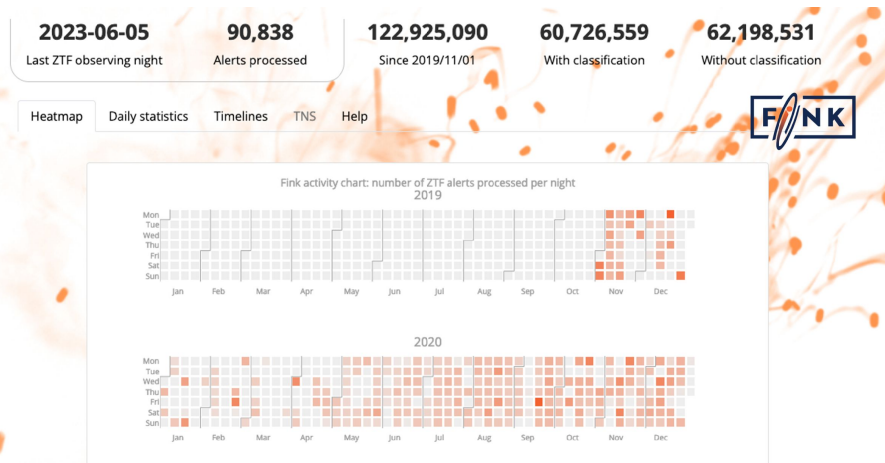 2023-06-05 90,838 122,925,090 60,726,559 62,198,531
Last ZTF observing night Alerts processed Since 2019/11/01 With classification Without classification
Heatmap Daily statistics Timelines TNS Help
FINK
Fink activity chart: number of ZTF alerts processed per night
2019
Mon
Tue
Wed
Thu
Fri
Sat
Sun
Jan Feb Mar Apr May Jun Jul Aug Sep Oct Nov Dec
2020
Mon
Tue
Wed
Thu
Fri
Sat
Sun
Jan Feb Mar Apr May Jun Jul Aug Sep Oct Nov Dec